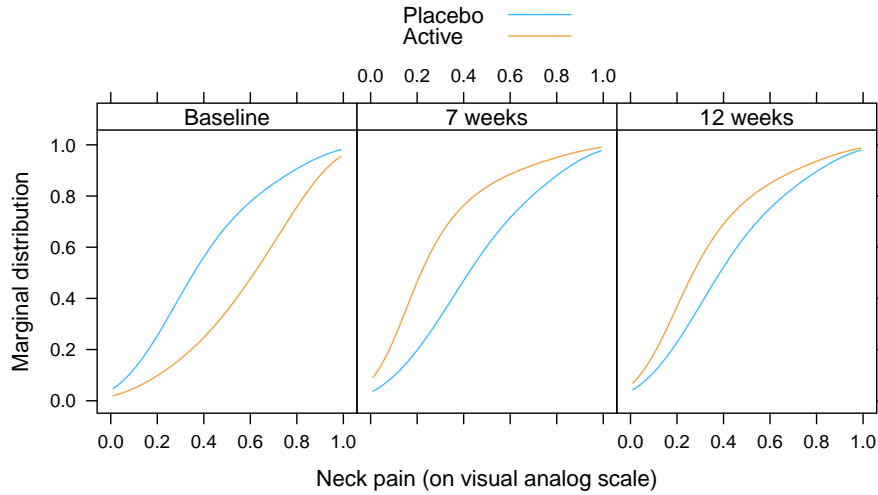 Placebo
Active
0.0 0.2 0.4 0.6 0.8 1.0
Baseline 7 weeks 12 weeks
1.0
0.8
0.6
0.4
0.2
0.0
Marginal distribution
0.0 0.2 0.4 0.6 0.8 1.0 0.0 0.2 0.4 0.6 0.8 1.0
Neck pain (on visual analog scale)